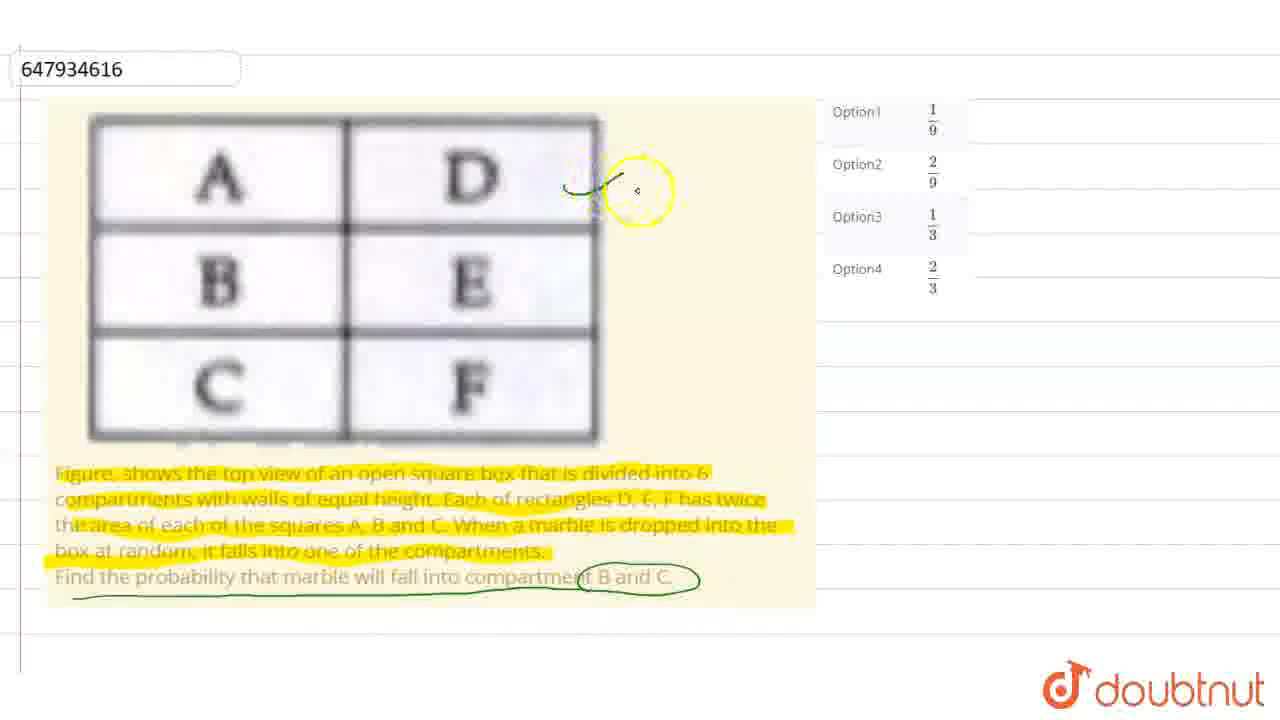 647934616
A D
B E
C F
Figure, shows the top view of an open square box that is divided into 6
compartments with walls of equal height. Each of rectangles D, E, F has twice
the area of each of the squares A, B and C. When a marble is dropped into the
box at random, it falls into one of the compartments.
Find the probability that marble will fall into compartment B and C.
Option1 1/9
Option2 2/9
Option3 1/3
Option4 2/3
doubtnut